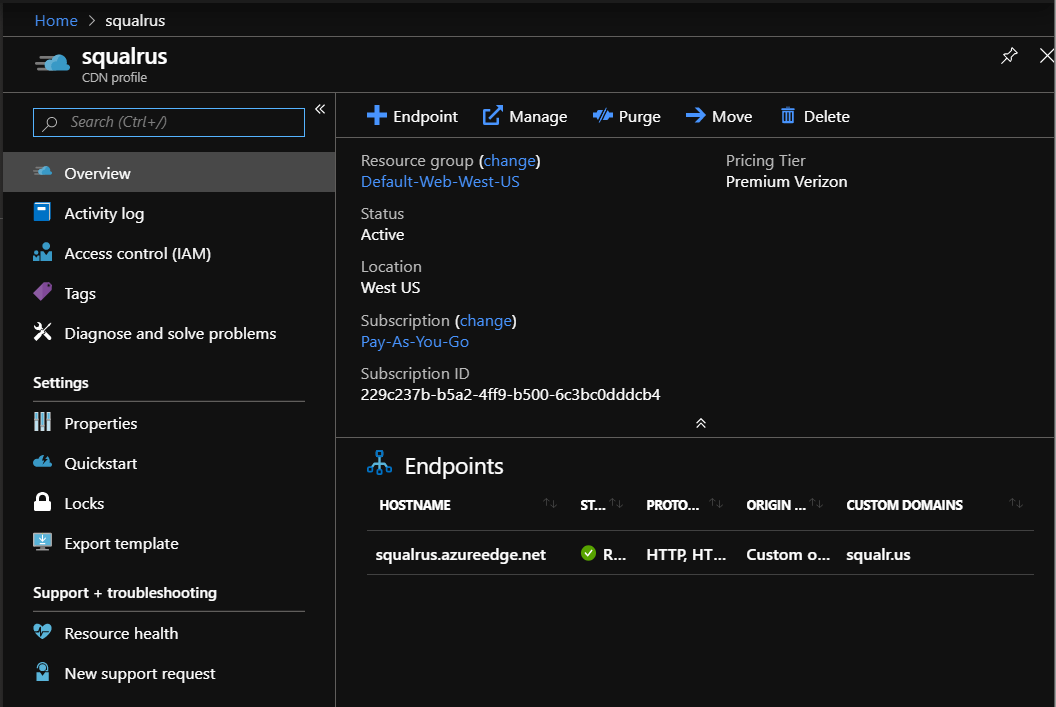 Home > squalrus
squalrus
CDN profile
Search (Ctrl+/)
Overview
Activity log
Access control (IAM)
Tags
Diagnose and solve problems
Settings
Properties
Quickstart
Locks
Export template
Support + troubleshooting
Resource health
New support request
Endpoint Manage Purge Move Delete
Resource group (change)
Default-Web-West-US
Status
Active
Location
West US
Subscription (change)
Pay-As-You-Go
Subscription ID
229c237b-b5a2-4ff9-b500-6c3bc0dddcb4
Pricing Tier
Premium Verizon
Endpoints
HOSTNAME ST... PROTO... ORIGIN ... CUSTOM DOMAINS
squalrus.azureedge.net R... HTTP, HT... Custom o... squalr.us